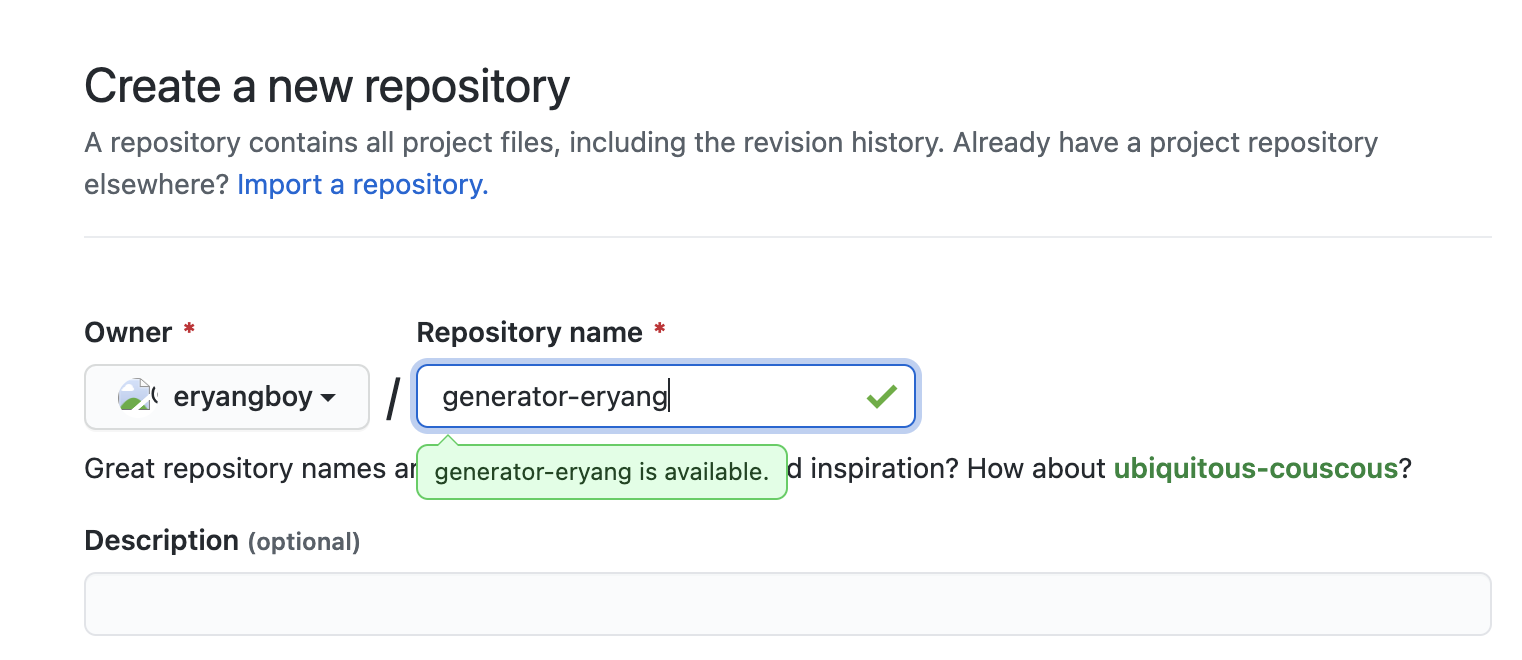 Create a new repository
A repository contains all project files, including the revision history. Already have a project repository
elsewhere? Import a repository.
Owner *
Repository name *
eryangboy
/
generator-eryang
Great repository names inspiration? How about ubiquitous-couscous?
generator-eryang is available.
Description (optional)